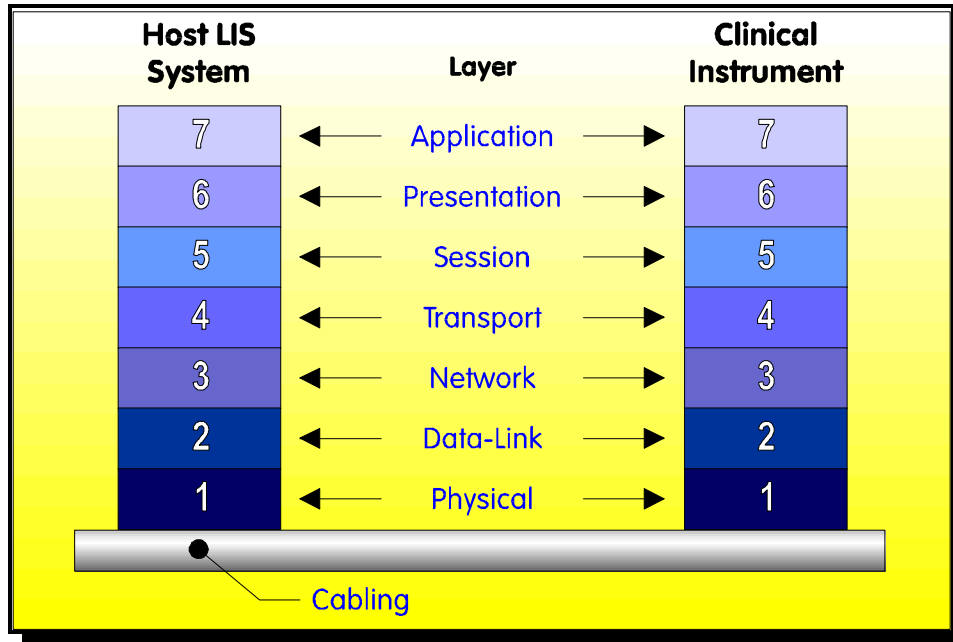 Host LIS
System
Layer
Clinical
Instrument
7 Application 7
6 Presentation 6
5 Session 5
4 Transport 4
3 Network 3
2 Data-Link 2
1 Physical 1
Cabling